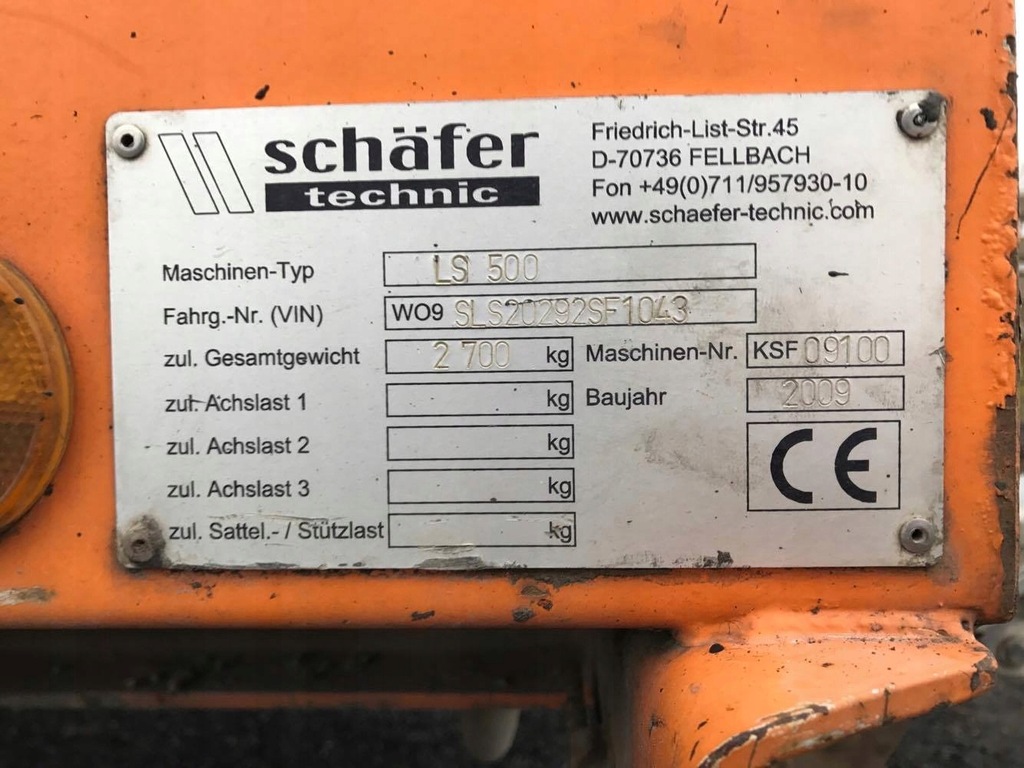 schäfer
technic
Friedrich-List-Str.45
D-70736 FELLBACH
Fon +49(0)711/957930-10
www.schaefer-technic.com
Maschinen-Typ LS 500
Fahrg.-Nr. (VIN) WO9 SLS20292SF1043
zul. Gesamtgewicht 2 700 kg Maschinen-Nr. KSF 09100
zul. Achslast 1 kg Baujahr 2009
zul. Achslast 2 kg
zul. Achslast 3 kg
zul. Sattel.- / Stützlast kg
CE